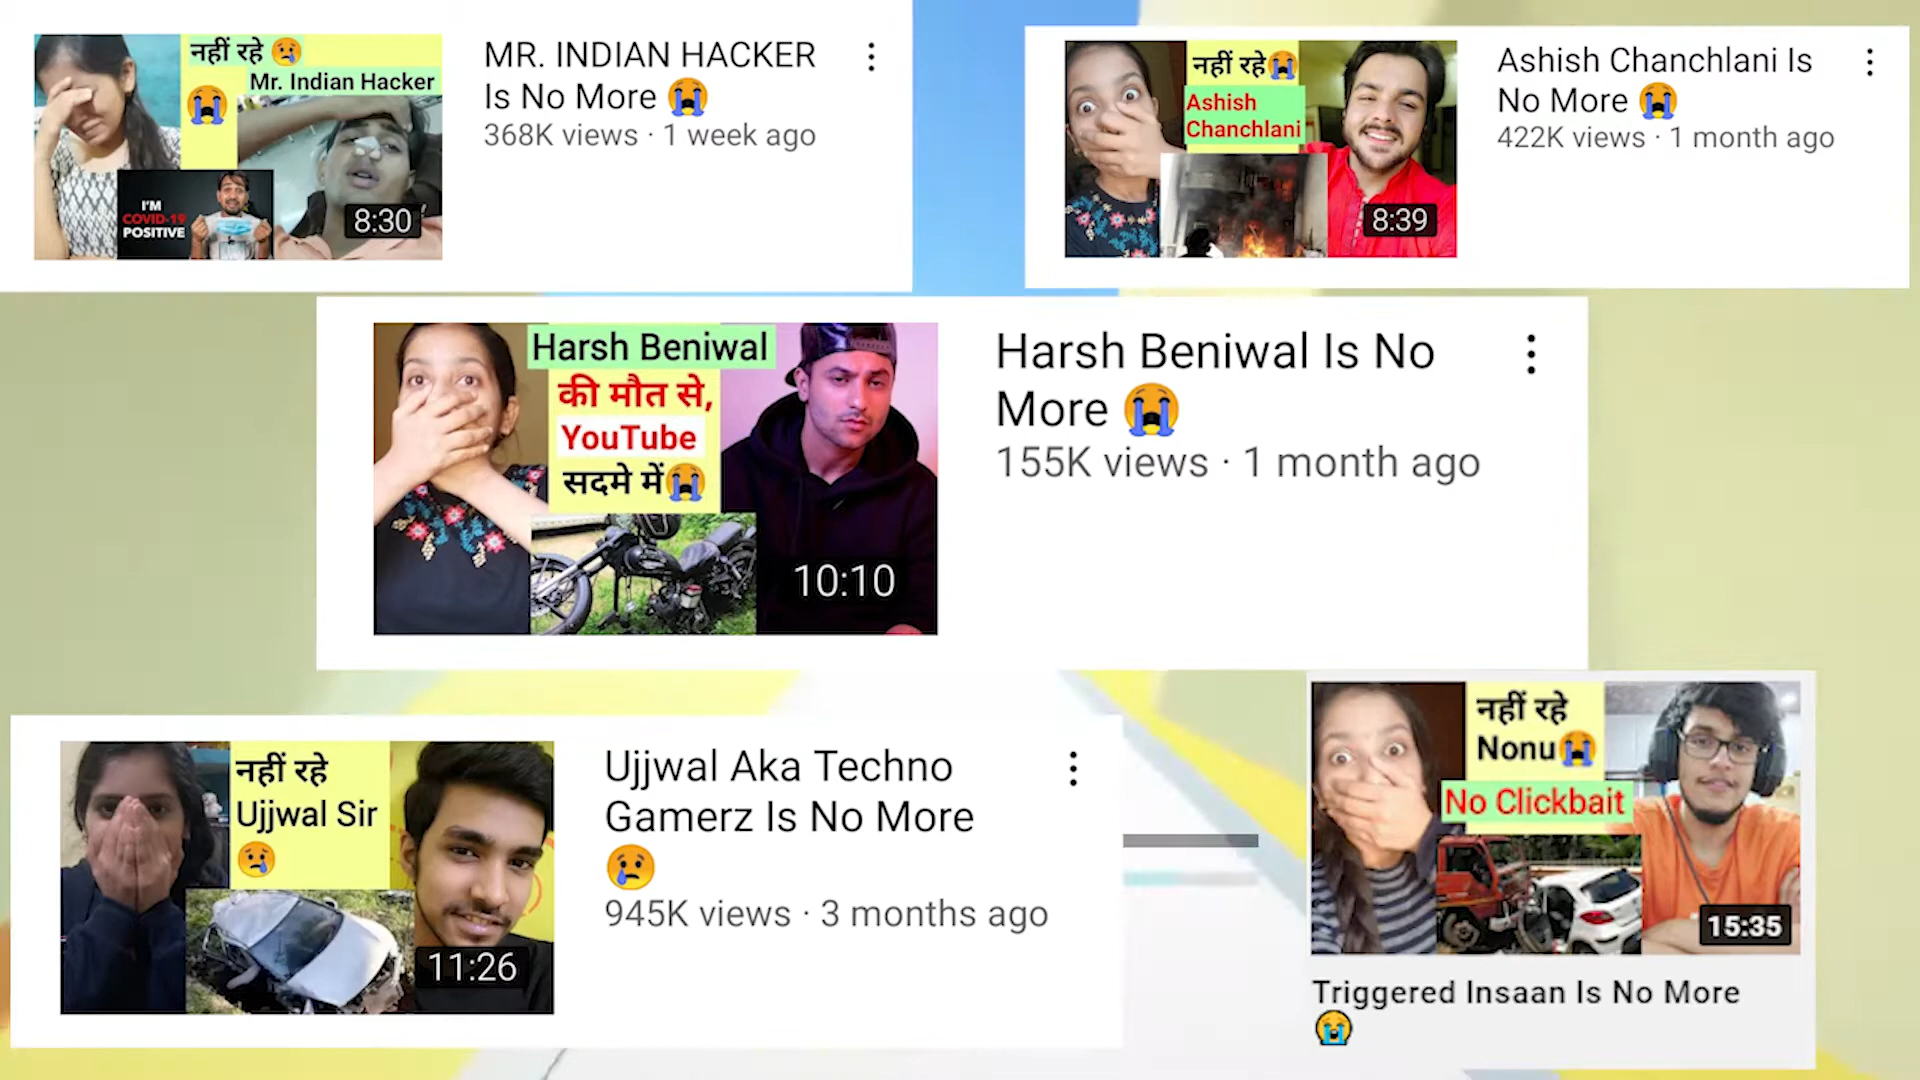 नहीं रहे 😢
Mr. Indian Hacker
😭
I'M
COVID-19
POSITIVE
8:30
MR. INDIAN HACKER
Is No More 😭
368K views · 1 week ago
नहीं रहे😭
Ashish
Chanchlani
8:39
Ashish Chanchlani Is
No More 😭
422K views · 1 month ago
Harsh Beniwal
की मौत से,
YouTube
सदमे में😭
10:10
Harsh Beniwal Is No
More 😭
155K views · 1 month ago
नहीं रहे
Ujjwal Sir
😢
11:26
Ujjwal Aka Techno
Gamerz Is No More
😢
945K views · 3 months ago
नहीं रहे
Nonu😭
No Clickbait
15:35
Triggered Insaan Is No More
😭